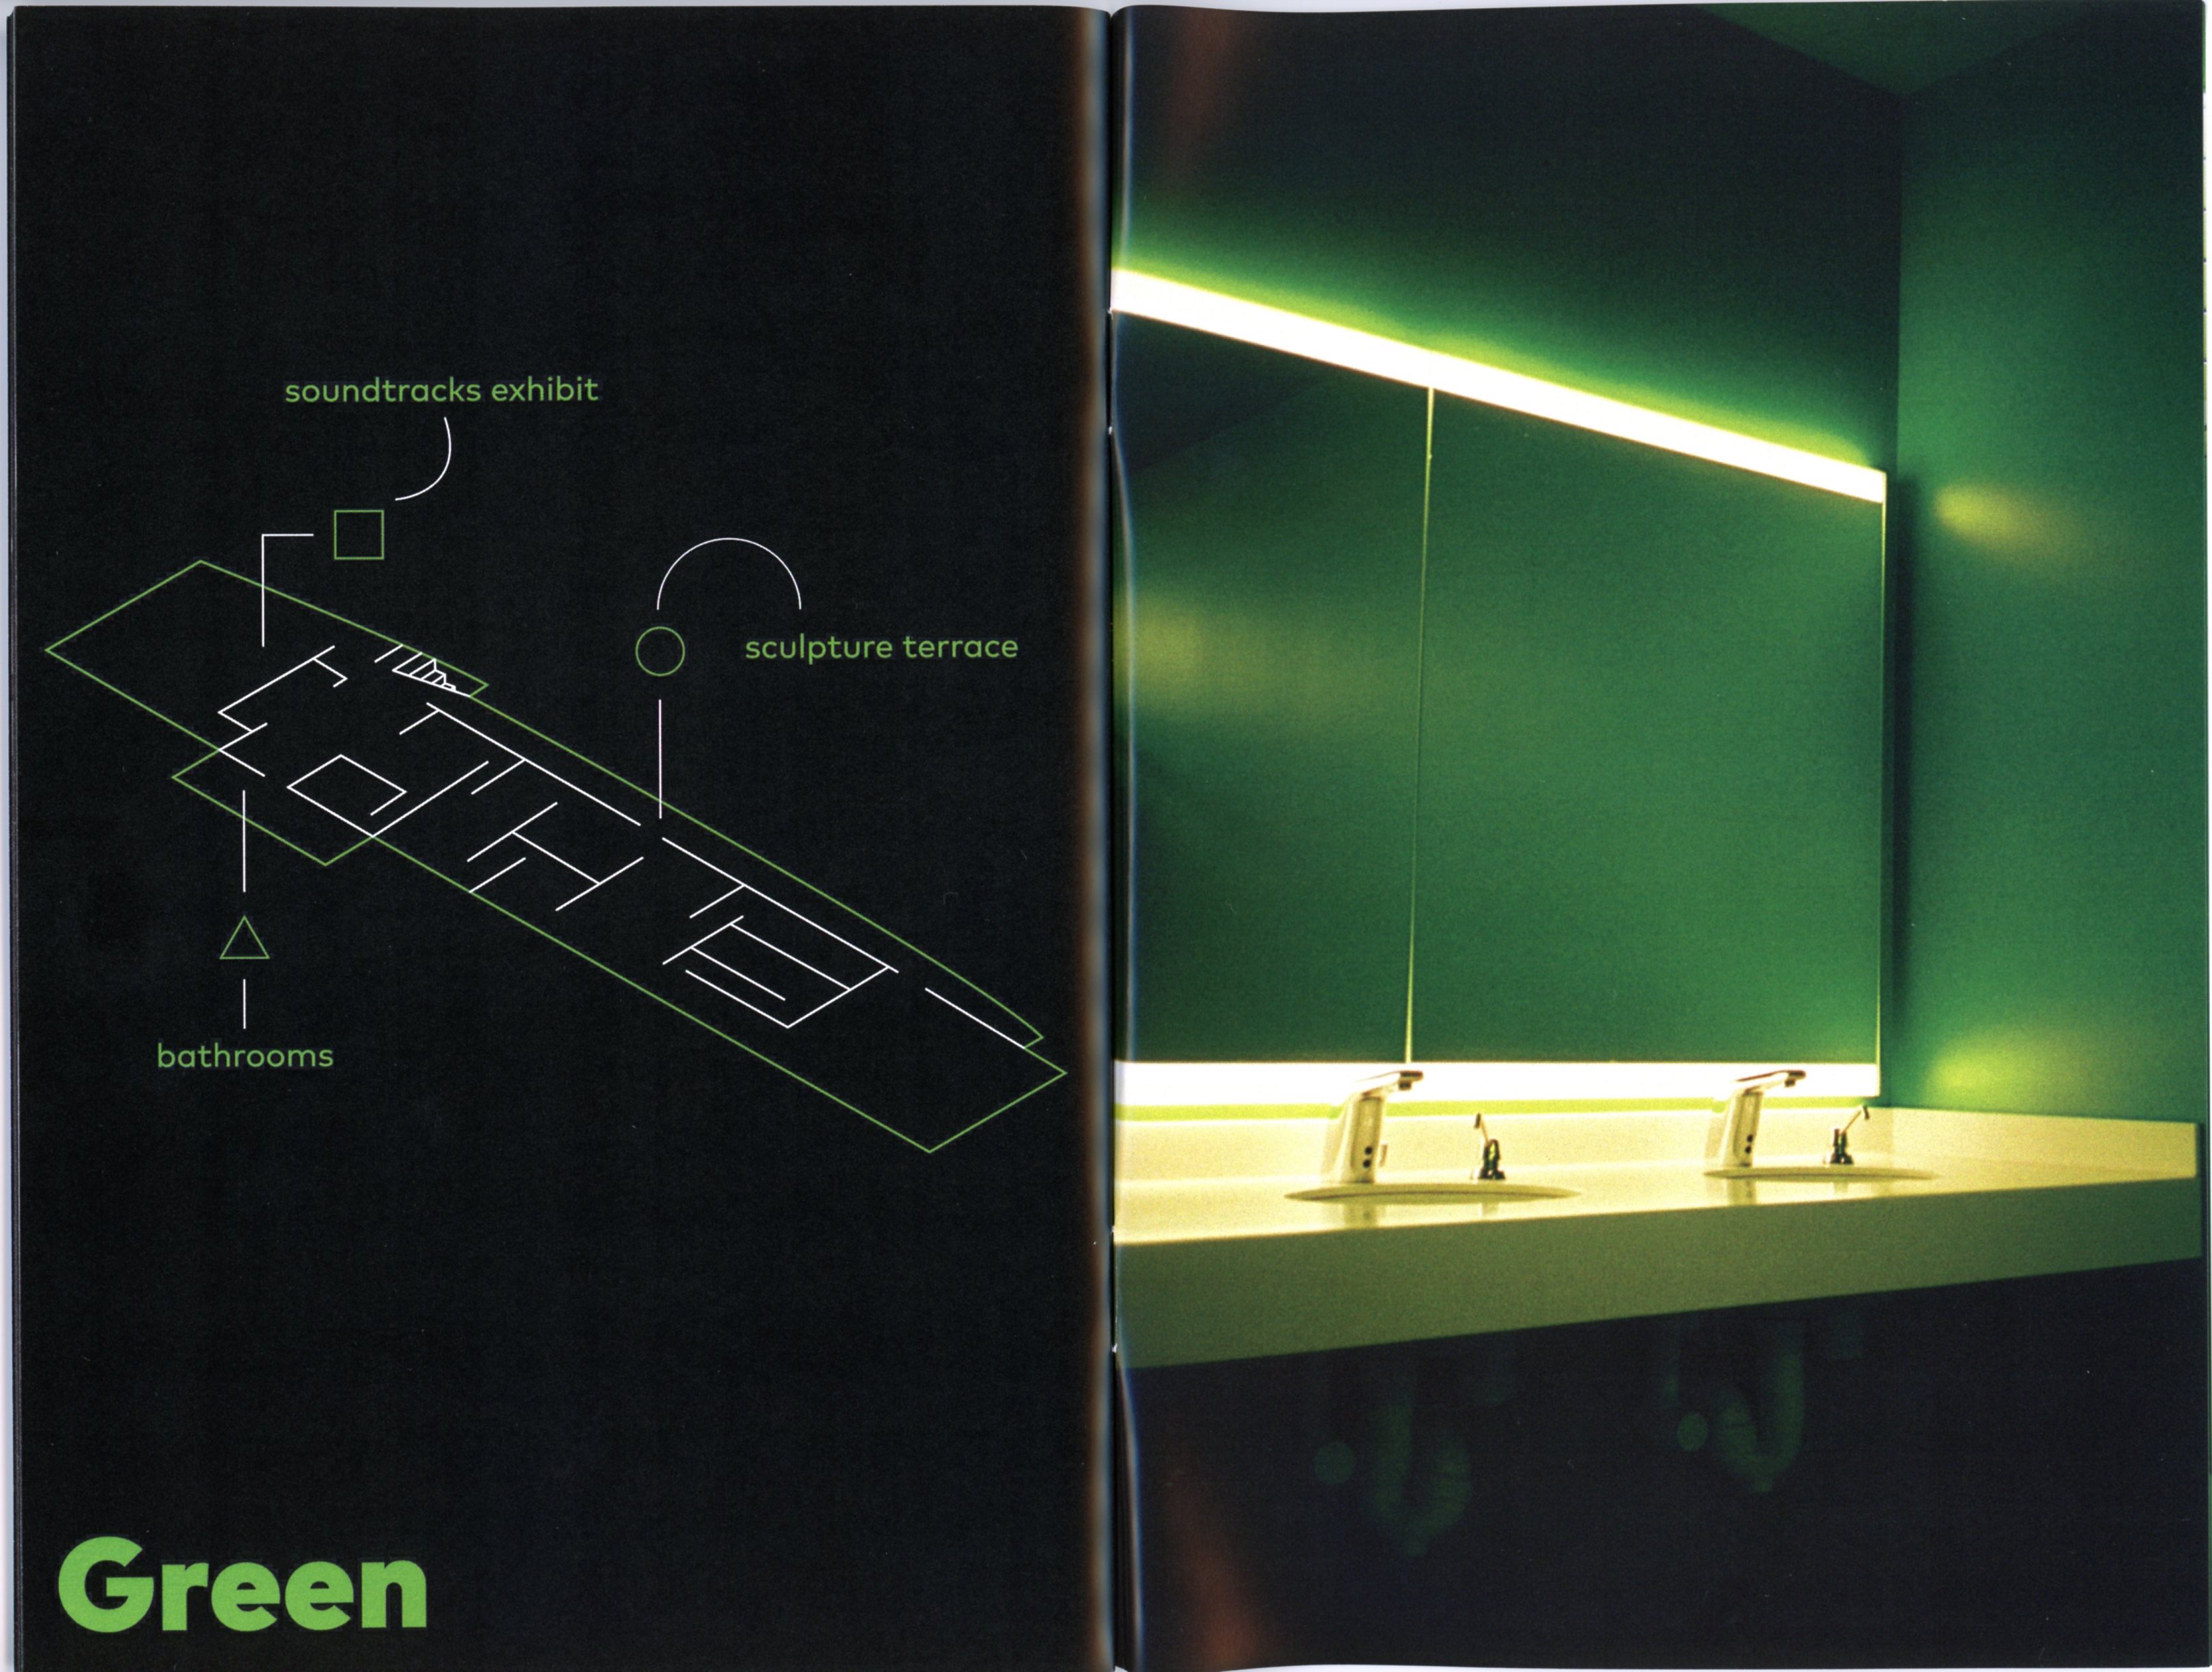 soundtracks exhibit
sculpture terrace
bathrooms
Green